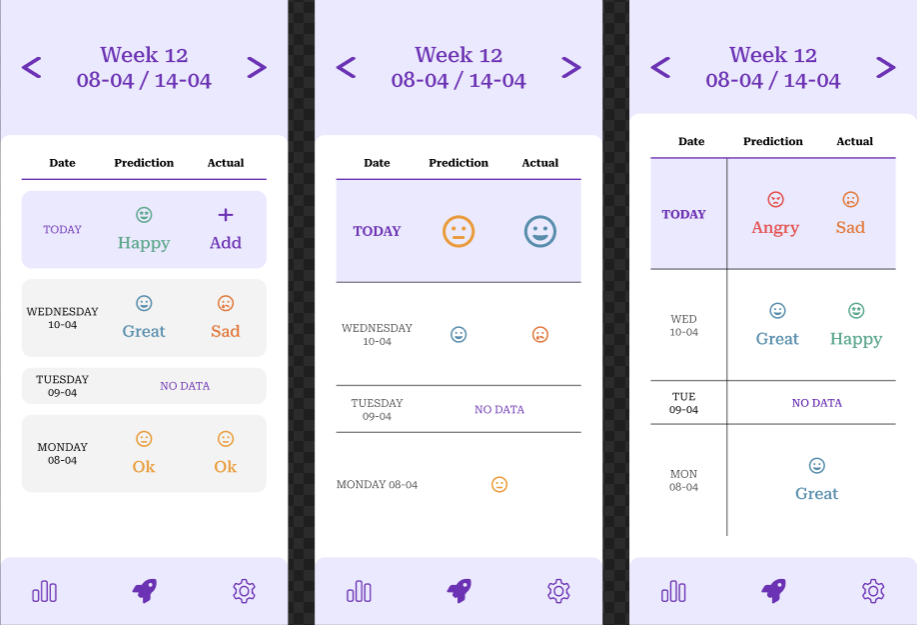 Week 12
08-04 / 14-04
Date Prediction Actual
TODAY
Happy Add
WEDNESDAY
10-04
Great Sad
TUESDAY
09-04
NO DATA
MONDAY
08-04
Ok Ok
Week 12
08-04 / 14-04
Date Prediction Actual
TODAY
WEDNESDAY
10-04
TUESDAY
09-04
NO DATA
MONDAY 08-04
Week 12
08-04 / 14-04
Date Prediction Actual
TODAY
Angry Sad
WED
10-04
Great Happy
TUE
09-04
NO DATA
MON
08-04
Great